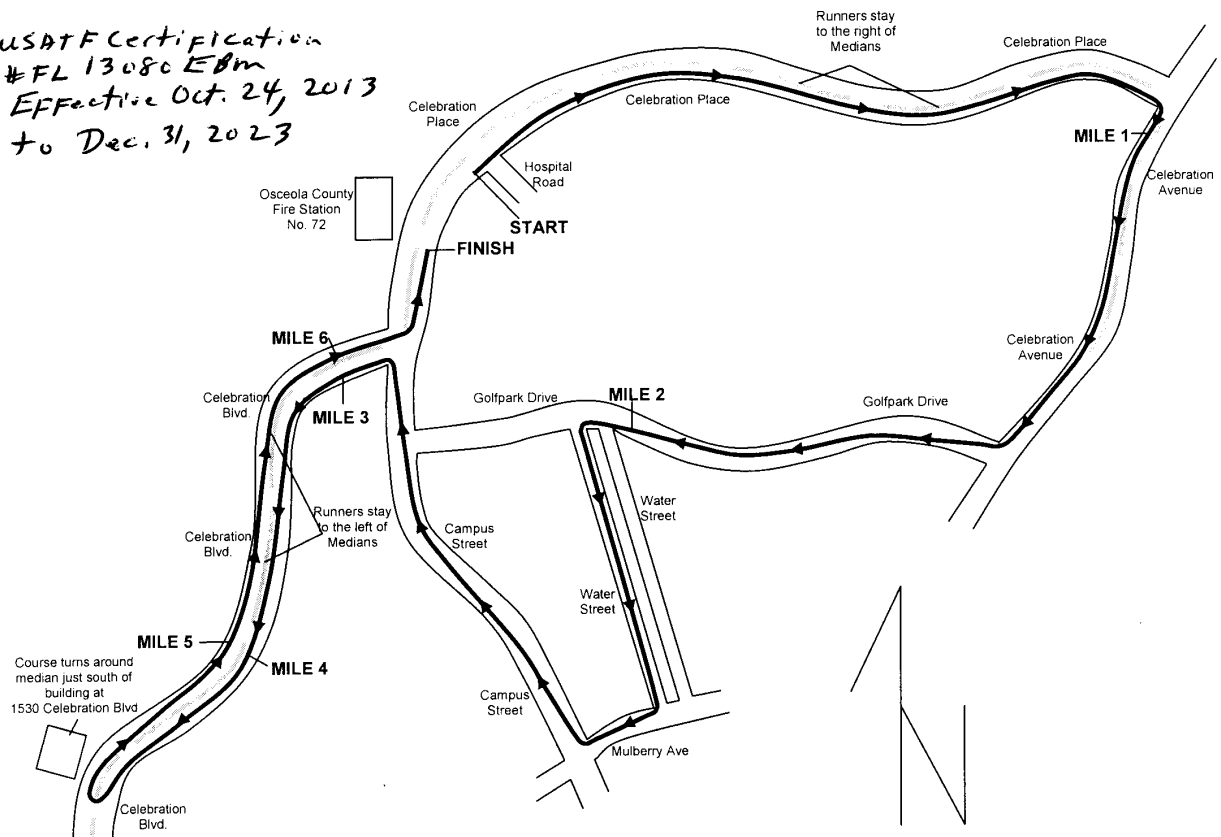 USATF Certification
#FL 13080 EBM
Effective Oct. 24, 2013
to Dec. 31, 2023
Runners stay
to the right of
Medians
Celebration Place
Celebration
Place
Celebration Place
MILE 1
Hospital
Road
Celebration
Avenue
Osceola County
Fire Station
No. 72
START
FINISH
MILE 6
Celebration
Avenue
Celebration
Blvd.
MILE 3
Golfpark Drive
MILE 2
Golfpark Drive
Water
Street
Runners stay
to the left of
Medians
Celebration
Blvd.
Campus
Street
Water
Street
MILE 5
MILE 4
Course turns around
median just south of
building at
1530 Celebration Blvd
Campus
Street
Mulberry Ave
Celebration
Blvd.
N